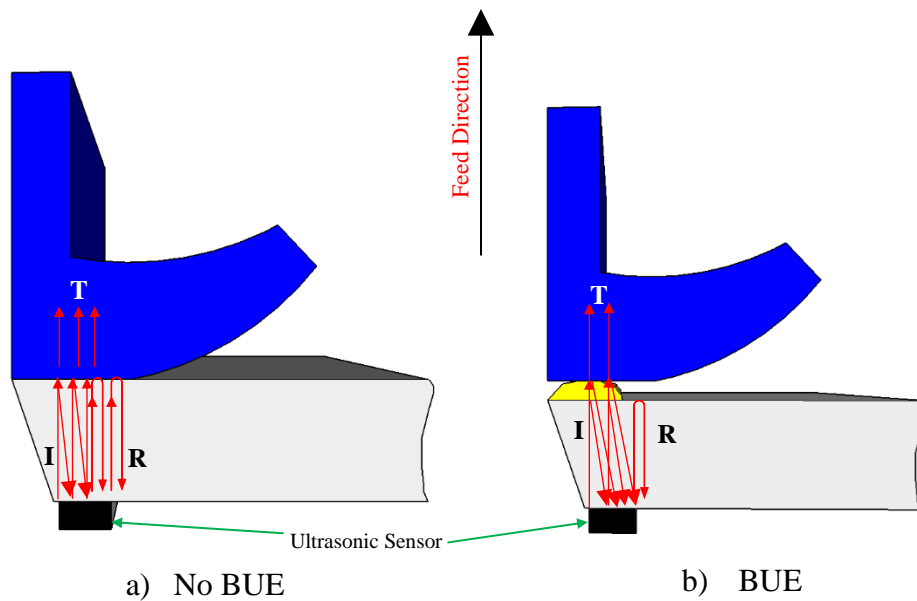 Feed Direction
T
T
I
R
I
R
Ultrasonic Sensor
a) No BUE
b) BUE